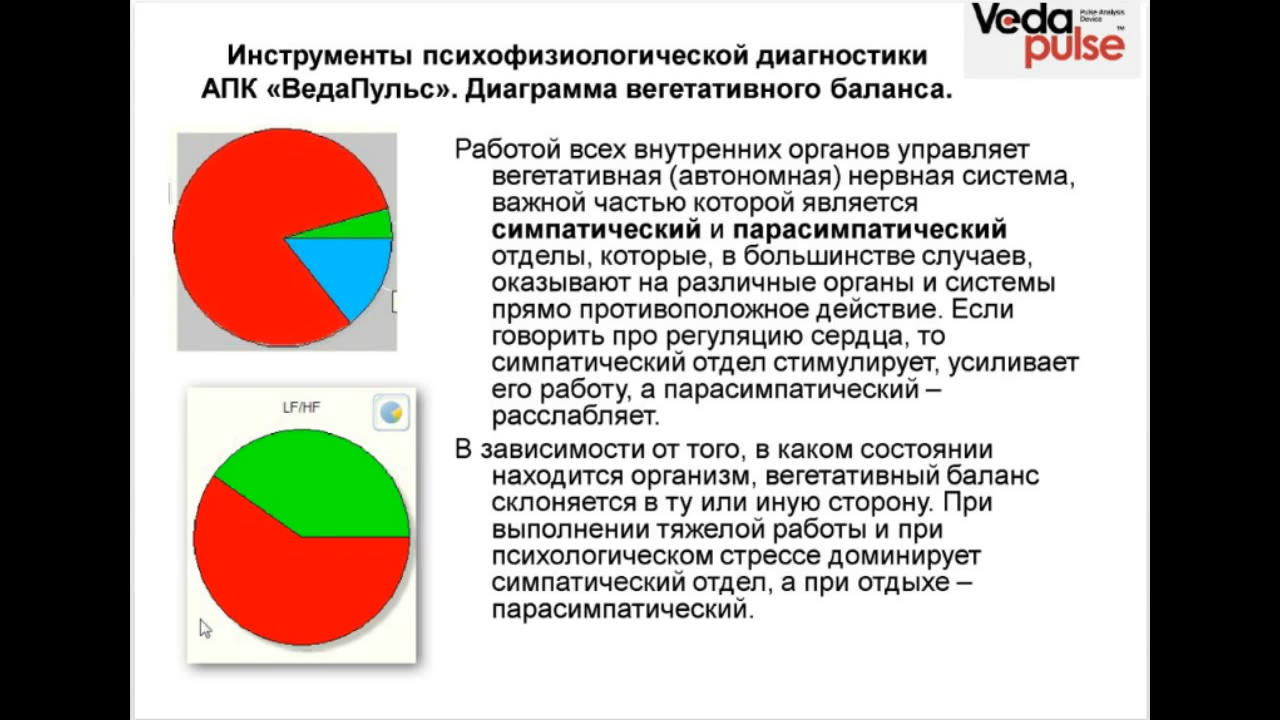 Veda
Pulse Analysis
Device
pulse™
Инструменты психофизиологической диагностики
АПК «ВедаПульс». Диаграмма вегетативного баланса.
Работой всех внутренних органов управляет
вегетативная (автономная) нервная система,
важной частью которой является
симпатический и парасимпатический
отделы, которые, в большинстве случаев,
оказывают на различные органы и системы
прямо противоположное действие. Если
говорить про регуляцию сердца, то
симпатический отдел стимулирует, усиливает
его работу, а парасимпатический –
расслабляет.
В зависимости от того, в каком состоянии
находится организм, вегетативный баланс
склоняется в ту или иную сторону. При
выполнении тяжелой работы и при
психологическом стрессе доминирует
симпатический отдел, а при отдыхе –
парасимпатический.
LF/HF